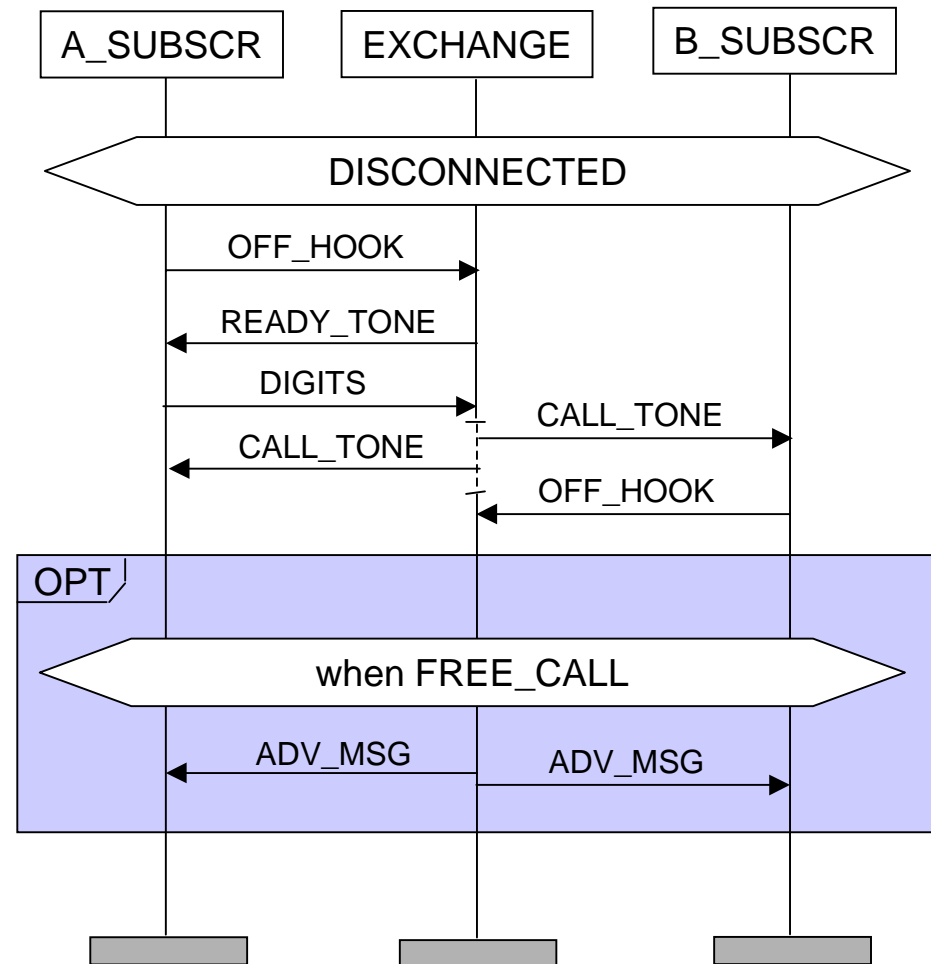 A_SUBSCR
EXCHANGE
B_SUBSCR
DISCONNECTED
OFF_HOOK
READY_TONE
DIGITS
CALL_TONE
CALL_TONE
OFF_HOOK
OPT
when FREE_CALL
ADV_MSG
ADV_MSG